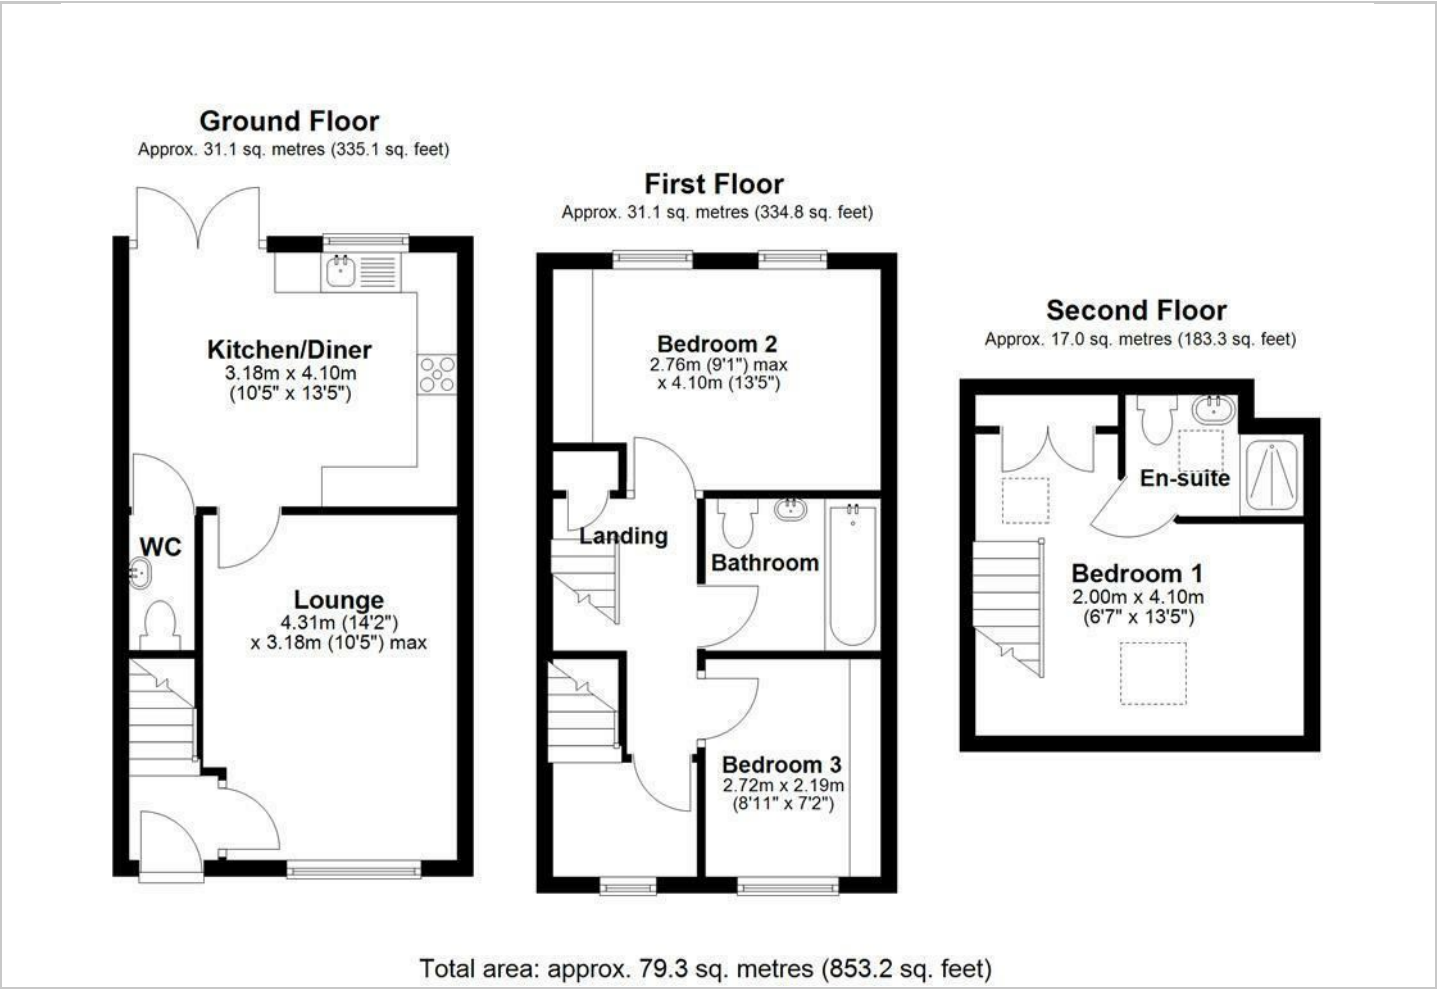 Ground Floor
Approx. 31.1 sq. metres (335.1 sq. feet)
Kitchen/Diner
3.18m x 4.10m
(10'5" x 13'5")
WC
Lounge
4.31m (14'2")
x 3.18m (10'5") max
First Floor
Approx. 31.1 sq. metres (334.8 sq. feet)
Bedroom 2
2.76m (9'1") max
x 4.10m (13'5")
Landing
Bathroom
Bedroom 3
2.72m x 2.19m
(8'11" x 7'2")
Second Floor
Approx. 17.0 sq. metres (183.3 sq. feet)
En-suite
Bedroom 1
2.00m x 4.10m
(6'7" x 13'5")
Total area: approx. 79.3 sq. metres (853.2 sq. feet)